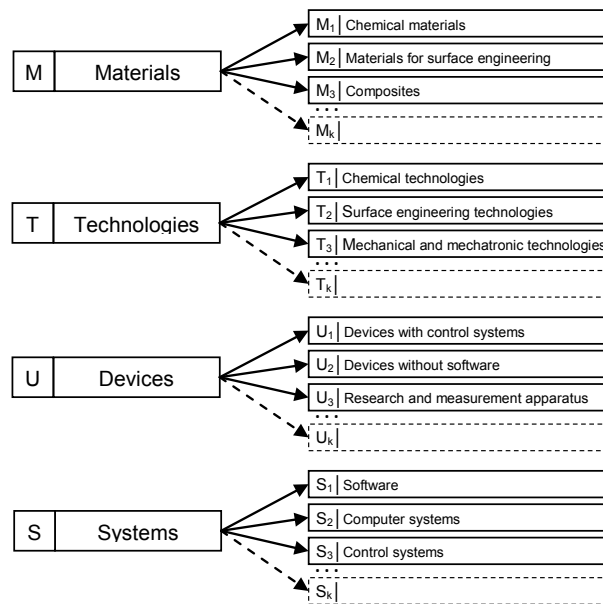 M₁ Chemical materials
M₂ Materials for surface engineering
M Materials
M₃ Composites
...
Mₖ
T₁ Chemical technologies
T₂ Surface engineering technologies
T Technologies
T₃ Mechanical and mechatronic technologies
...
Tₖ
U₁ Devices with control systems
U₂ Devices without software
U Devices
U₃ Research and measurement apparatus
...
Uₖ
S₁ Software
S₂ Computer systems
S Systems
S₃ Control systems
...
Sₖ